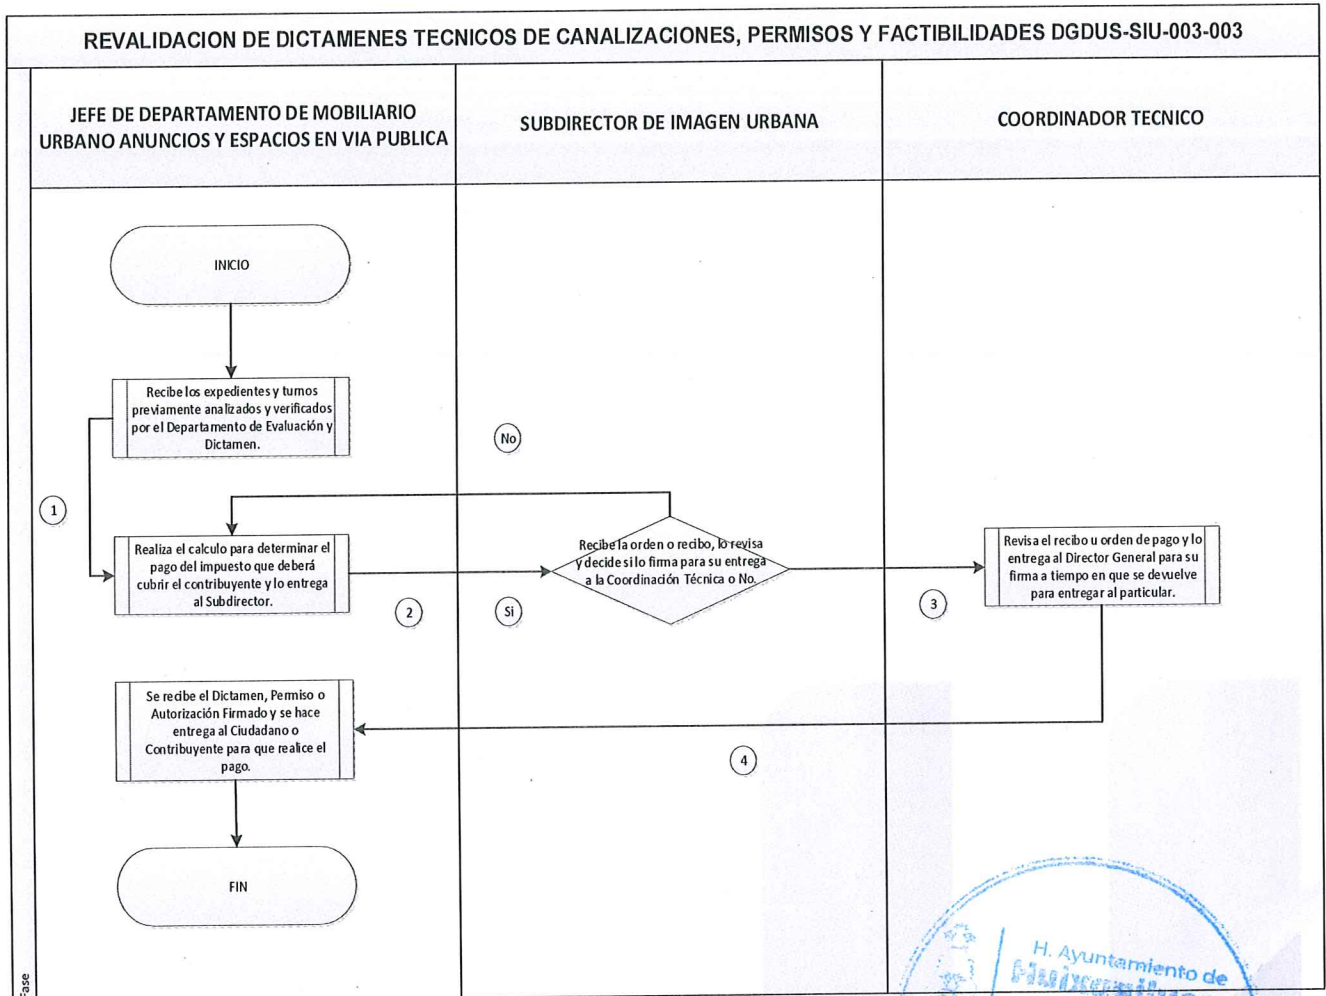 REVALIDACION DE DICTAMENES TECNICOS DE CANALIZACIONES, PERMISOS Y FACTIBILIDADES DGDUS-SIU-003-003
JEFE DE DEPARTAMENTO DE MOBILIARIO
URBANO ANUNCIOS Y ESPACIOS EN VIA PUBLICA
SUBDIRECTOR DE IMAGEN URBANA
COORDINADOR TECNICO
INICIO
Recibe los expedientes y turnos
previamente analizados y verificados
por el Departamento de Evaluación y
Dictamen.
No
1
Realiza el calculo para determinar el
pago del impuesto que deberá
cubrir el contribuyente y lo entrega
al Subdirector.
2
Si
Recibe la orden o recibo, lo revisa
y decide si lo firma para su entrega
a la Coordinación Técnica o No.
3
Revisa el recibo u orden de pago y lo
entrega al Director General para su
firma a tiempo en que se devuelve
para entregar al particular.
Se recibe el Dictamen, Permiso o
Autorización Firmado y se hace
entrega al Ciudadano o
Contribuyente para que realice el
pago.
4
FIN
H. Ayuntamiento de
Fase